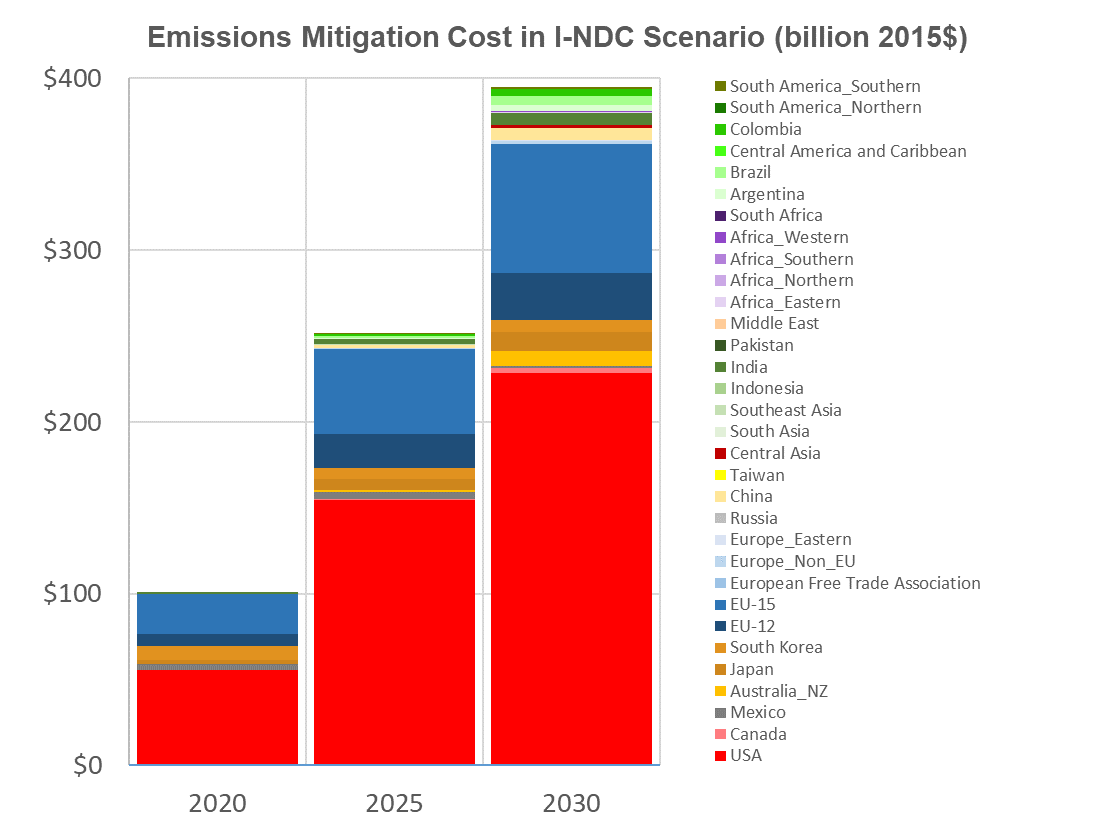 Emissions Mitigation Cost in I-NDC Scenario (billion 2015$)
$400
$300
$200
$100
$0
2020
2025
2030
South America_Southern
South America_Northern
Colombia
Central America and Caribbean
Brazil
Argentina
South Africa
Africa_Western
Africa_Southern
Africa_Northern
Africa_Eastern
Middle East
Pakistan
India
Indonesia
Southeast Asia
South Asia
Central Asia
Taiwan
China
Russia
Europe_Eastern
Europe_Non_EU
European Free Trade Association
EU-15
EU-12
South Korea
Japan
Australia_NZ
Mexico
Canada
USA